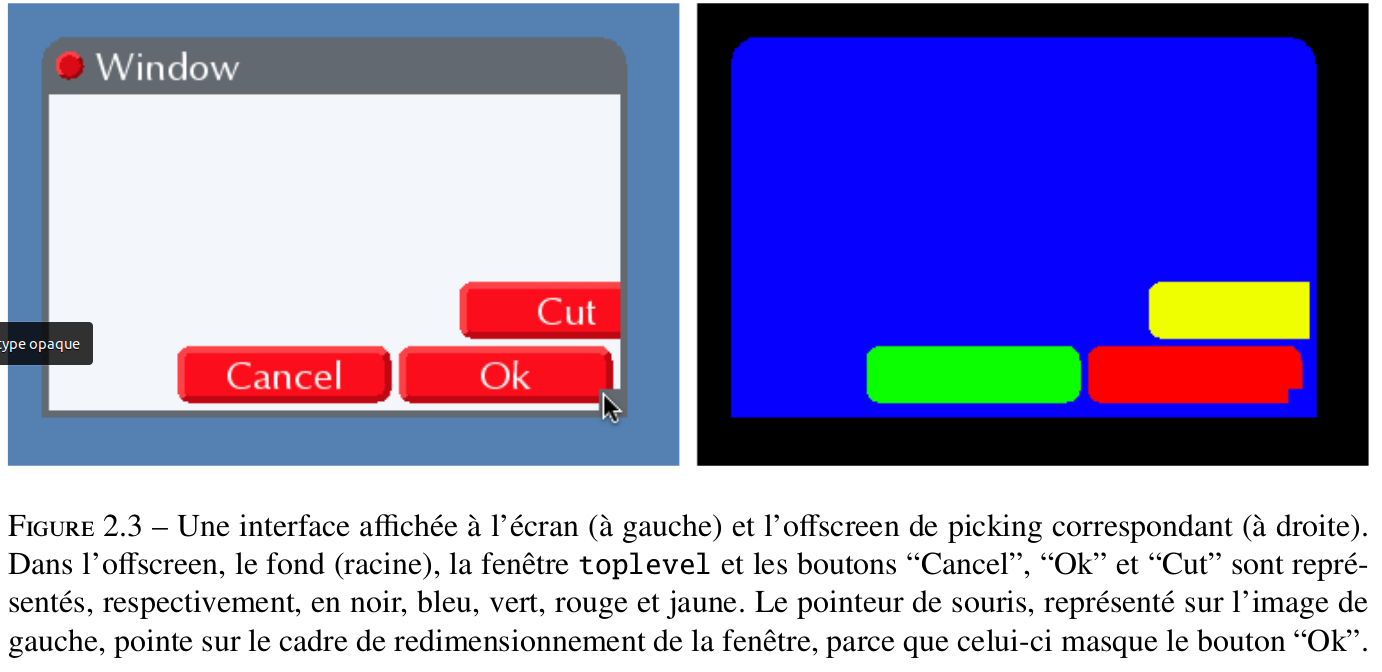 Window
Cut
type opaque
Cancel
Ok
FIGURE 2.3 – Une interface affichée à l’écran (à gauche) et l’offscreen de picking correspondant (à droite).
Dans l’offscreen, le fond (racine), la fenêtre toplevel et les boutons “Cancel”, “Ok” et “Cut” sont repré-
sentés, respectivement, en noir, bleu, vert, rouge et jaune. Le pointeur de souris, représenté sur l’image de
gauche, pointe sur le cadre de redimensionnement de la fenêtre, parce que celui-ci masque le bouton “Ok”.